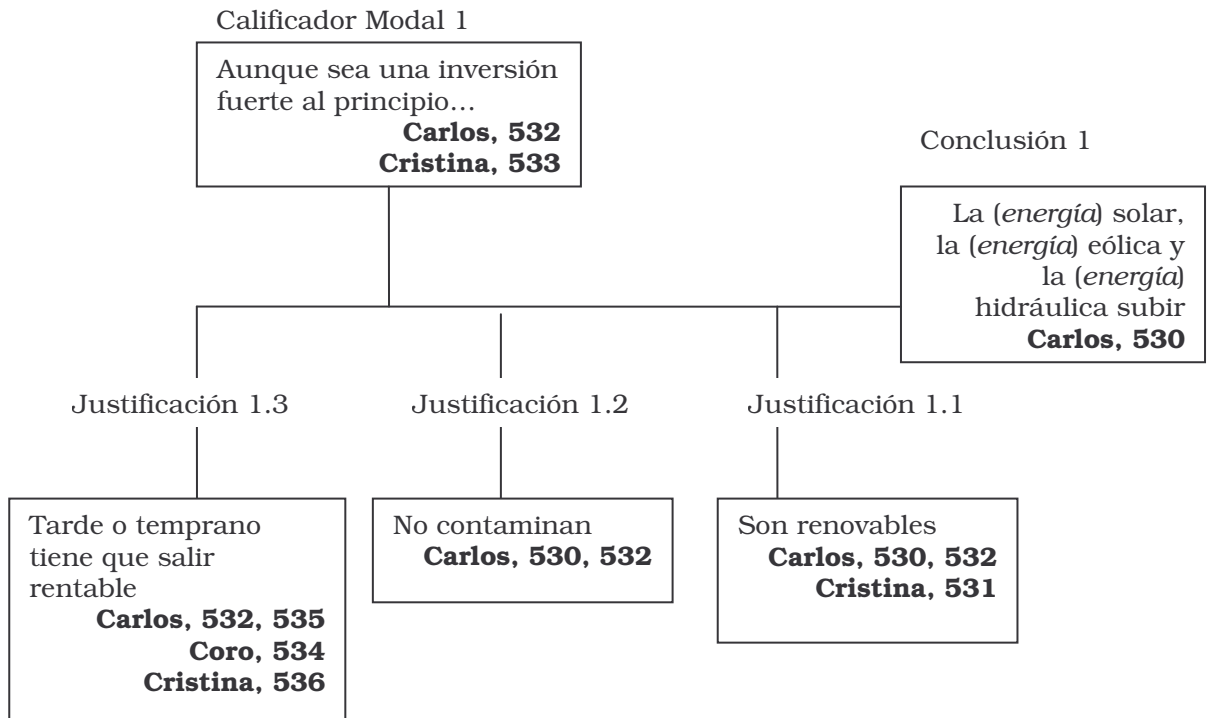 Calificador Modal 1
Aunque sea una inversión
fuerte al principio…
Carlos, 532
Cristina, 533
Conclusión 1
La (energía) solar,
la (energía) eólica y
la (energía)
hidráulica subir
Carlos, 530
Justificación 1.3
Justificación 1.2
Justificación 1.1
Tarde o temprano
tiene que salir
rentable
Carlos, 532, 535
Coro, 534
Cristina, 536
No contaminan
Carlos, 530, 532
Son renovables
Carlos, 530, 532
Cristina, 531